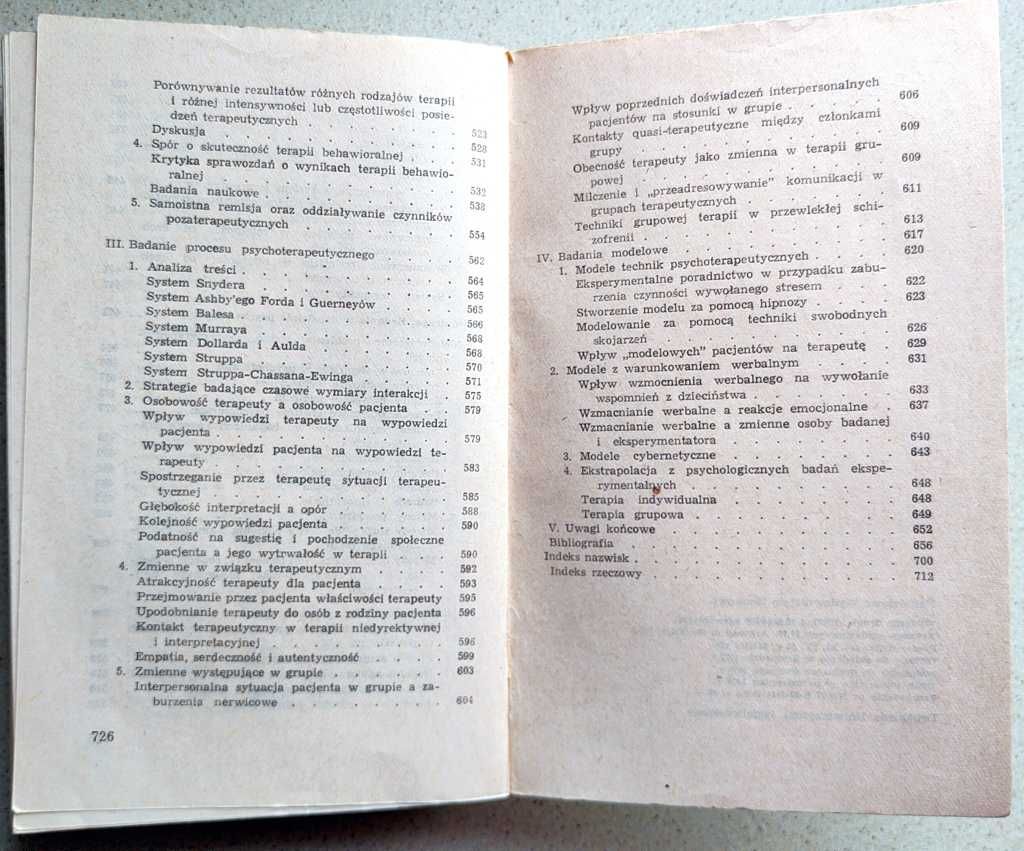 Porównywanie rezultatów różnych rodzajów terapii
i różnej intensywności lub częstotliwości posie-
dzeń terapeutycznych . . . . . . . . . 523
Dyskusja . . . . . . . . . . . . . 528
4. Spór o skuteczność terapii behawioralnej . . . 531
Krytyka sprawozdań o wynikach terapii behawio-
ralnej . . . . . . . . . . . . . 532
Badania naukowe . . . . . . . . . . . 538
5. Samoistna remisja oraz oddziaływanie czynników
pozaterapeutycznych . . . . . . . . . 554
III. Badanie procesu psychoterapeutycznego . . . . 562
1. Analiza treści . . . . . . . . . . . . 564
System Snydera . . . . . . . . . . . 565
System Ashby'ego Forda i Guerneyów . . . . 565
System Balesa . . . . . . . . . . . . 566
System Murraya . . . . . . . . . . . 568
System Dollarda i Aulda . . . . . . . . 568
System Struppa . . . . . . . . . . . 570
System Struppa-Chassana-Ewinga . . . . . 571
2. Strategie badające czasowe wymiary interakcji . 575
3. Osobowość terapeuty a osobowość pacjenta . . 579
Wpływ wypowiedzi terapeuty na wypowiedzi
pacjenta . . . . . . . . . . . . . 579
Wpływ wypowiedzi pacjenta na wypowiedzi te-
rapeuty . . . . . . . . . . . . . 583
Spostrzeganie przez terapeutę sytuacji terapeu-
tycznej . . . . . . . . . . . . . 585
Głębokość interpretacji a opór . . . . . . 588
Kolejność wypowiedzi pacjenta . . . . . . 590
Podatność na sugestię i pochodzenie społeczne
pacjenta a jego wytrwałość w terapii . . . 590
4. Zmienne w związku terapeutycznym . . . . 592
Atrakcyjność terapeuty dla pacjenta . . . . 593
Przejmowanie przez pacjenta właściwości terapeuty 595
Upodobnianie terapeuty do osób z rodziny pacjenta 596
Kontakt terapeutyczny w terapii niedyrektywnej
i interpretacyjnej . . . . . . . . . . 596
Empatia, serdeczność i autentyczność . . . . 599
5. Zmienne występujące w grupie . . . . . . 603
Interpersonalna sytuacja pacjenta w grupie a za-
burzenia nerwicowe . . . . . . . . . 604
726
Wpływ poprzednich doświadczeń interpersonalnych
pacjentów na stosunki w grupie . . . . . 606
Kontakty quasi-terapeutyczne między członkami
grupy . . . . . . . . . . . . . 609
Obecność terapeuty jako zmienna w terapii gru-
powej . . . . . . . . . . . . . 609
Milczenie i „przeadresowywanie” komunikacji w
grupach terapeutycznych . . . . . . . 611
Techniki grupowej terapii w przewlekłej schi-
zofrenii . . . . . . . . . . . . . 613
IV. Badania modelowe . . . . . . . . . . 617
1. Modele technik psychoterapeutycznych . . . . 620
Eksperymentalne poradnictwo w przypadku zabu-
rzenia czynności wywołanego stresem . . . 622
Stworzenie modelu za pomocą hipnozy . . . . 623
Modelowanie za pomocą techniki swobodnych
skojarzeń . . . . . . . . . . . . 626
Wpływ „modelowych” pacjentów na terapeutę . 629
2. Modele z warunkowaniem werbalnym . . . . 631
Wpływ wzmocnienia werbalnego na wywołanie
wspomnień z dzieciństwa . . . . . . . 633
Wzmacnianie werbalne a reakcje emocjonalne . 637
Wzmacnianie werbalne a zmienne osoby badanej
i eksperymentatora . . . . . . . . . 640
3. Modele cybernetyczne . . . . . . . . . 643
4. Ekstrapolacja z psychologicznych badań ekspe-
rymentalnych . . . . . . . . . . . 648
Terapia indywidualna . . . . . . . . . 648
Terapia grupowa . . . . . . . . . . . 649
V. Uwagi końcowe . . . . . . . . . . . 652
Bibliografia . . . . . . . . . . . . . 656
Indeks nazwisk . . . . . . . . . . . . 700
Indeks rzeczowy . . . . . . . . . . . . 712